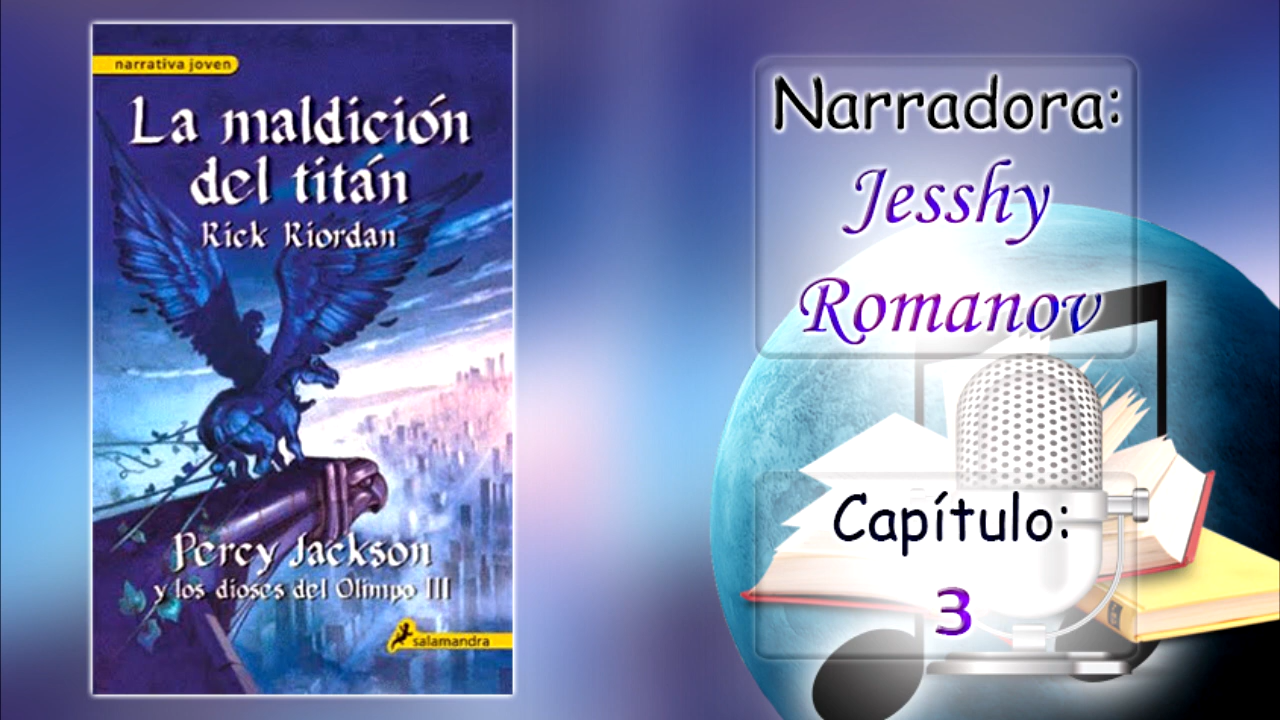 narrativa joven
La maldición
del titán
Rick Riordan
Percy Jackson
y los dioses del Olimpo III
salamandra
Narradora:
Jesshy
Romanov
Capítulo:
3